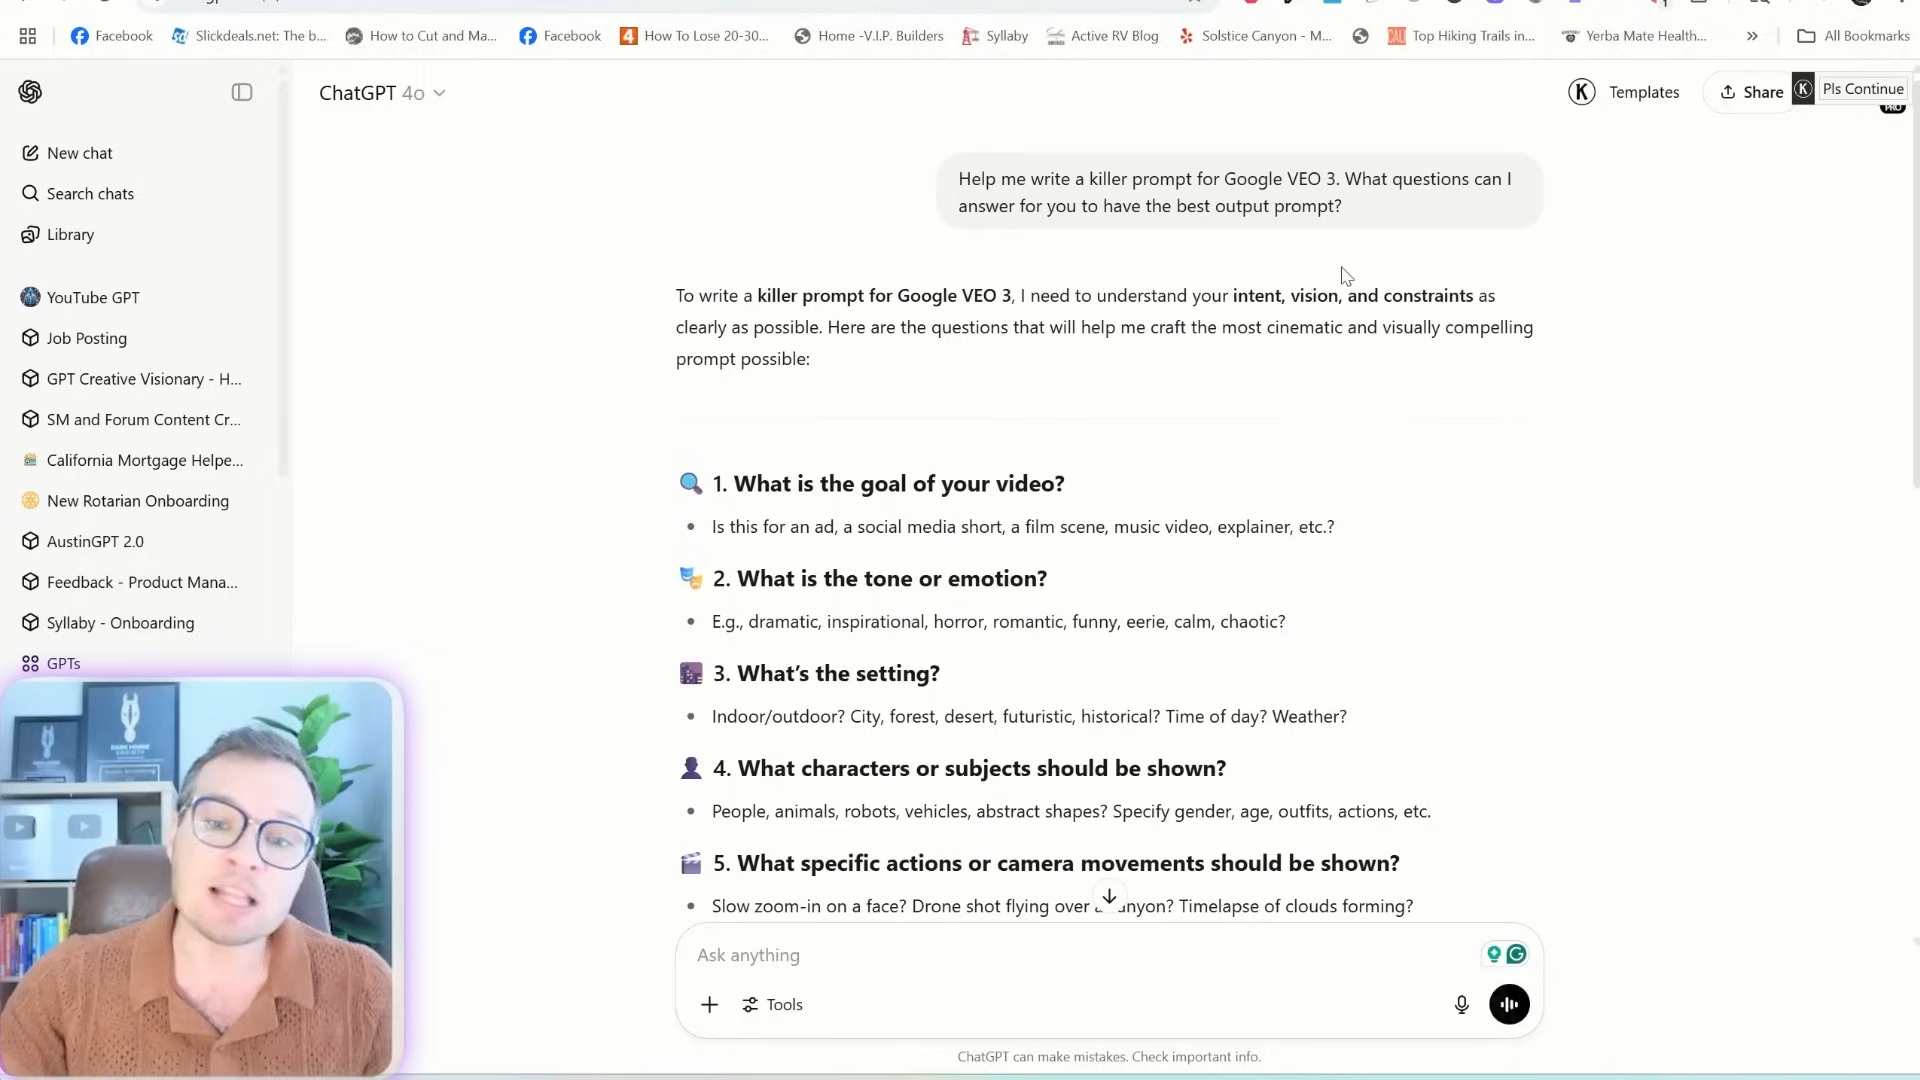 Facebook
Slickdeals.net: The b...
How to Cut and Ma...
Facebook
How To Lose 20-30...
Home -V.I.P. Builders
Syllaby
Active RV Blog
Solstice Canyon - M...
Top Hiking Trails in...
Yerba Mate Health...
All Bookmarks
ChatGPT 4o
Templates
Share
Pls Continue
PRO
New chat
Search chats
Library
YouTube GPT
Job Posting
GPT Creative Visionary - H...
SM and Forum Content Cr...
California Mortgage Helpe...
New Rotarian Onboarding
AustinGPT 2.0
Feedback - Product Mana...
Syllaby - Onboarding
GPTs
Help me write a killer prompt for Google VEO 3. What questions can I
answer for you to have the best output prompt?
To write a killer prompt for Google VEO 3, I need to understand your intent, vision, and constraints as
clearly as possible. Here are the questions that will help me craft the most cinematic and visually compelling
prompt possible:
1. What is the goal of your video?
Is this for an ad, a social media short, a film scene, music video, explainer, etc.?
2. What is the tone or emotion?
E.g., dramatic, inspirational, horror, romantic, funny, eerie, calm, chaotic?
3. What's the setting?
Indoor/outdoor? City, forest, desert, futuristic, historical? Time of day? Weather?
4. What characters or subjects should be shown?
People, animals, robots, vehicles, abstract shapes? Specify gender, age, outfits, actions, etc.
5. What specific actions or camera movements should be shown?
Slow zoom-in on a face? Drone shot flying over a canyon? Timelapse of clouds forming?
Ask anything
Tools
ChatGPT can make mistakes. Check important info.